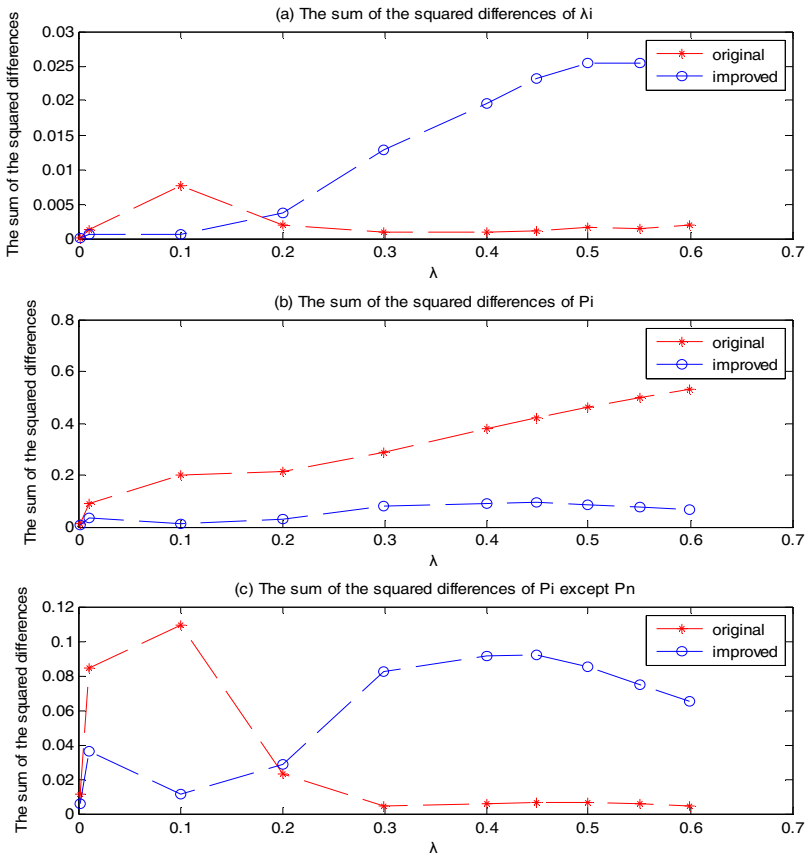 (a) The sum of the squared differences of λi
The sum of the squared differences
0.03
0.025
0.02
0.015
0.01
0.005
0
original
improved
0 0.1 0.2 0.3 0.4 0.5 0.6 0.7
λ
(b) The sum of the squared differences of Pi
The sum of the squared differences
0.8
0.6
0.4
0.2
0
original
improved
0 0.1 0.2 0.3 0.4 0.5 0.6 0.7
λ
(c) The sum of the squared differences of Pi except Pn
The sum of the squared differences
0.12
0.1
0.08
0.06
0.04
0.02
0
original
improved
0 0.1 0.2 0.3 0.4 0.5 0.6 0.7
λ